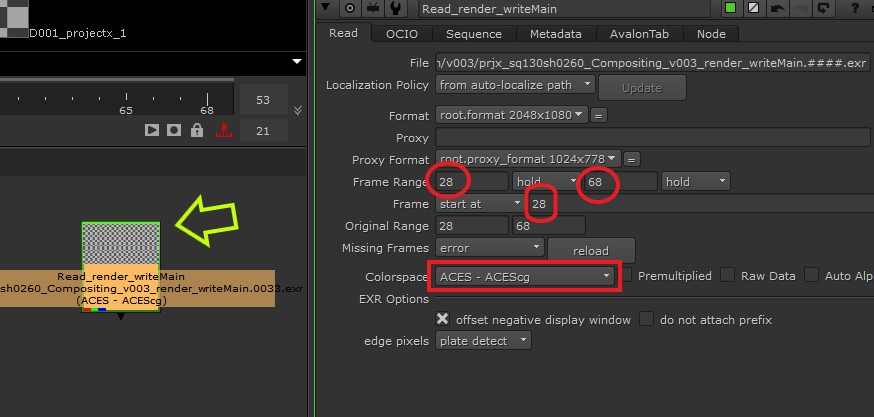 D001_projectx_1
65
68
53
21
Read_render_writeMain
sh0260_Compositing_v003_render_writeMain.0033.exr
(ACES - ACEScg)
Read_render_writeMain
?
Read OCIO Sequence Metadata AvalonTab Node
File /v003/prjx_sq130sh0260_Compositing_v003_render_writeMain.####.exr
Localization Policy from auto-localize path Update
Format root.format 2048x1080 =
Proxy
Proxy Format root.proxy_format 1024x778 =
Frame Range 28 hold 68 hold
Frame start at 28
Original Range 28 68
Missing Frames error reload
Colorspace ACES - ACEScg Premultiplied Raw Data Auto Alp
EXR Options
offset negative display window do not attach prefix
edge pixels plate detect